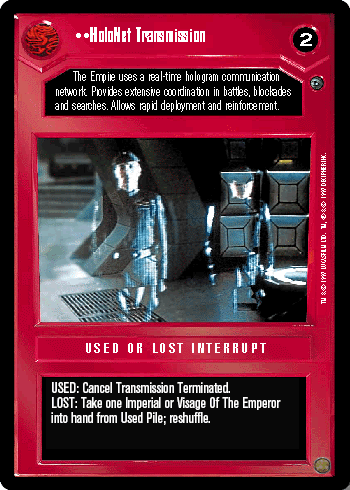 ••HoloNet Transmission
2
The Empire uses a real-time hologram communication
network. Provides extensive coordination in battles, blockades
and searches. Allows rapid deployment and reinforcement.
USED OR LOST INTERRUPT
USED: Cancel Transmission Terminated.
LOST: Take one Imperial or Visage Of The Emperor
into hand from Used Pile; reshuffle.